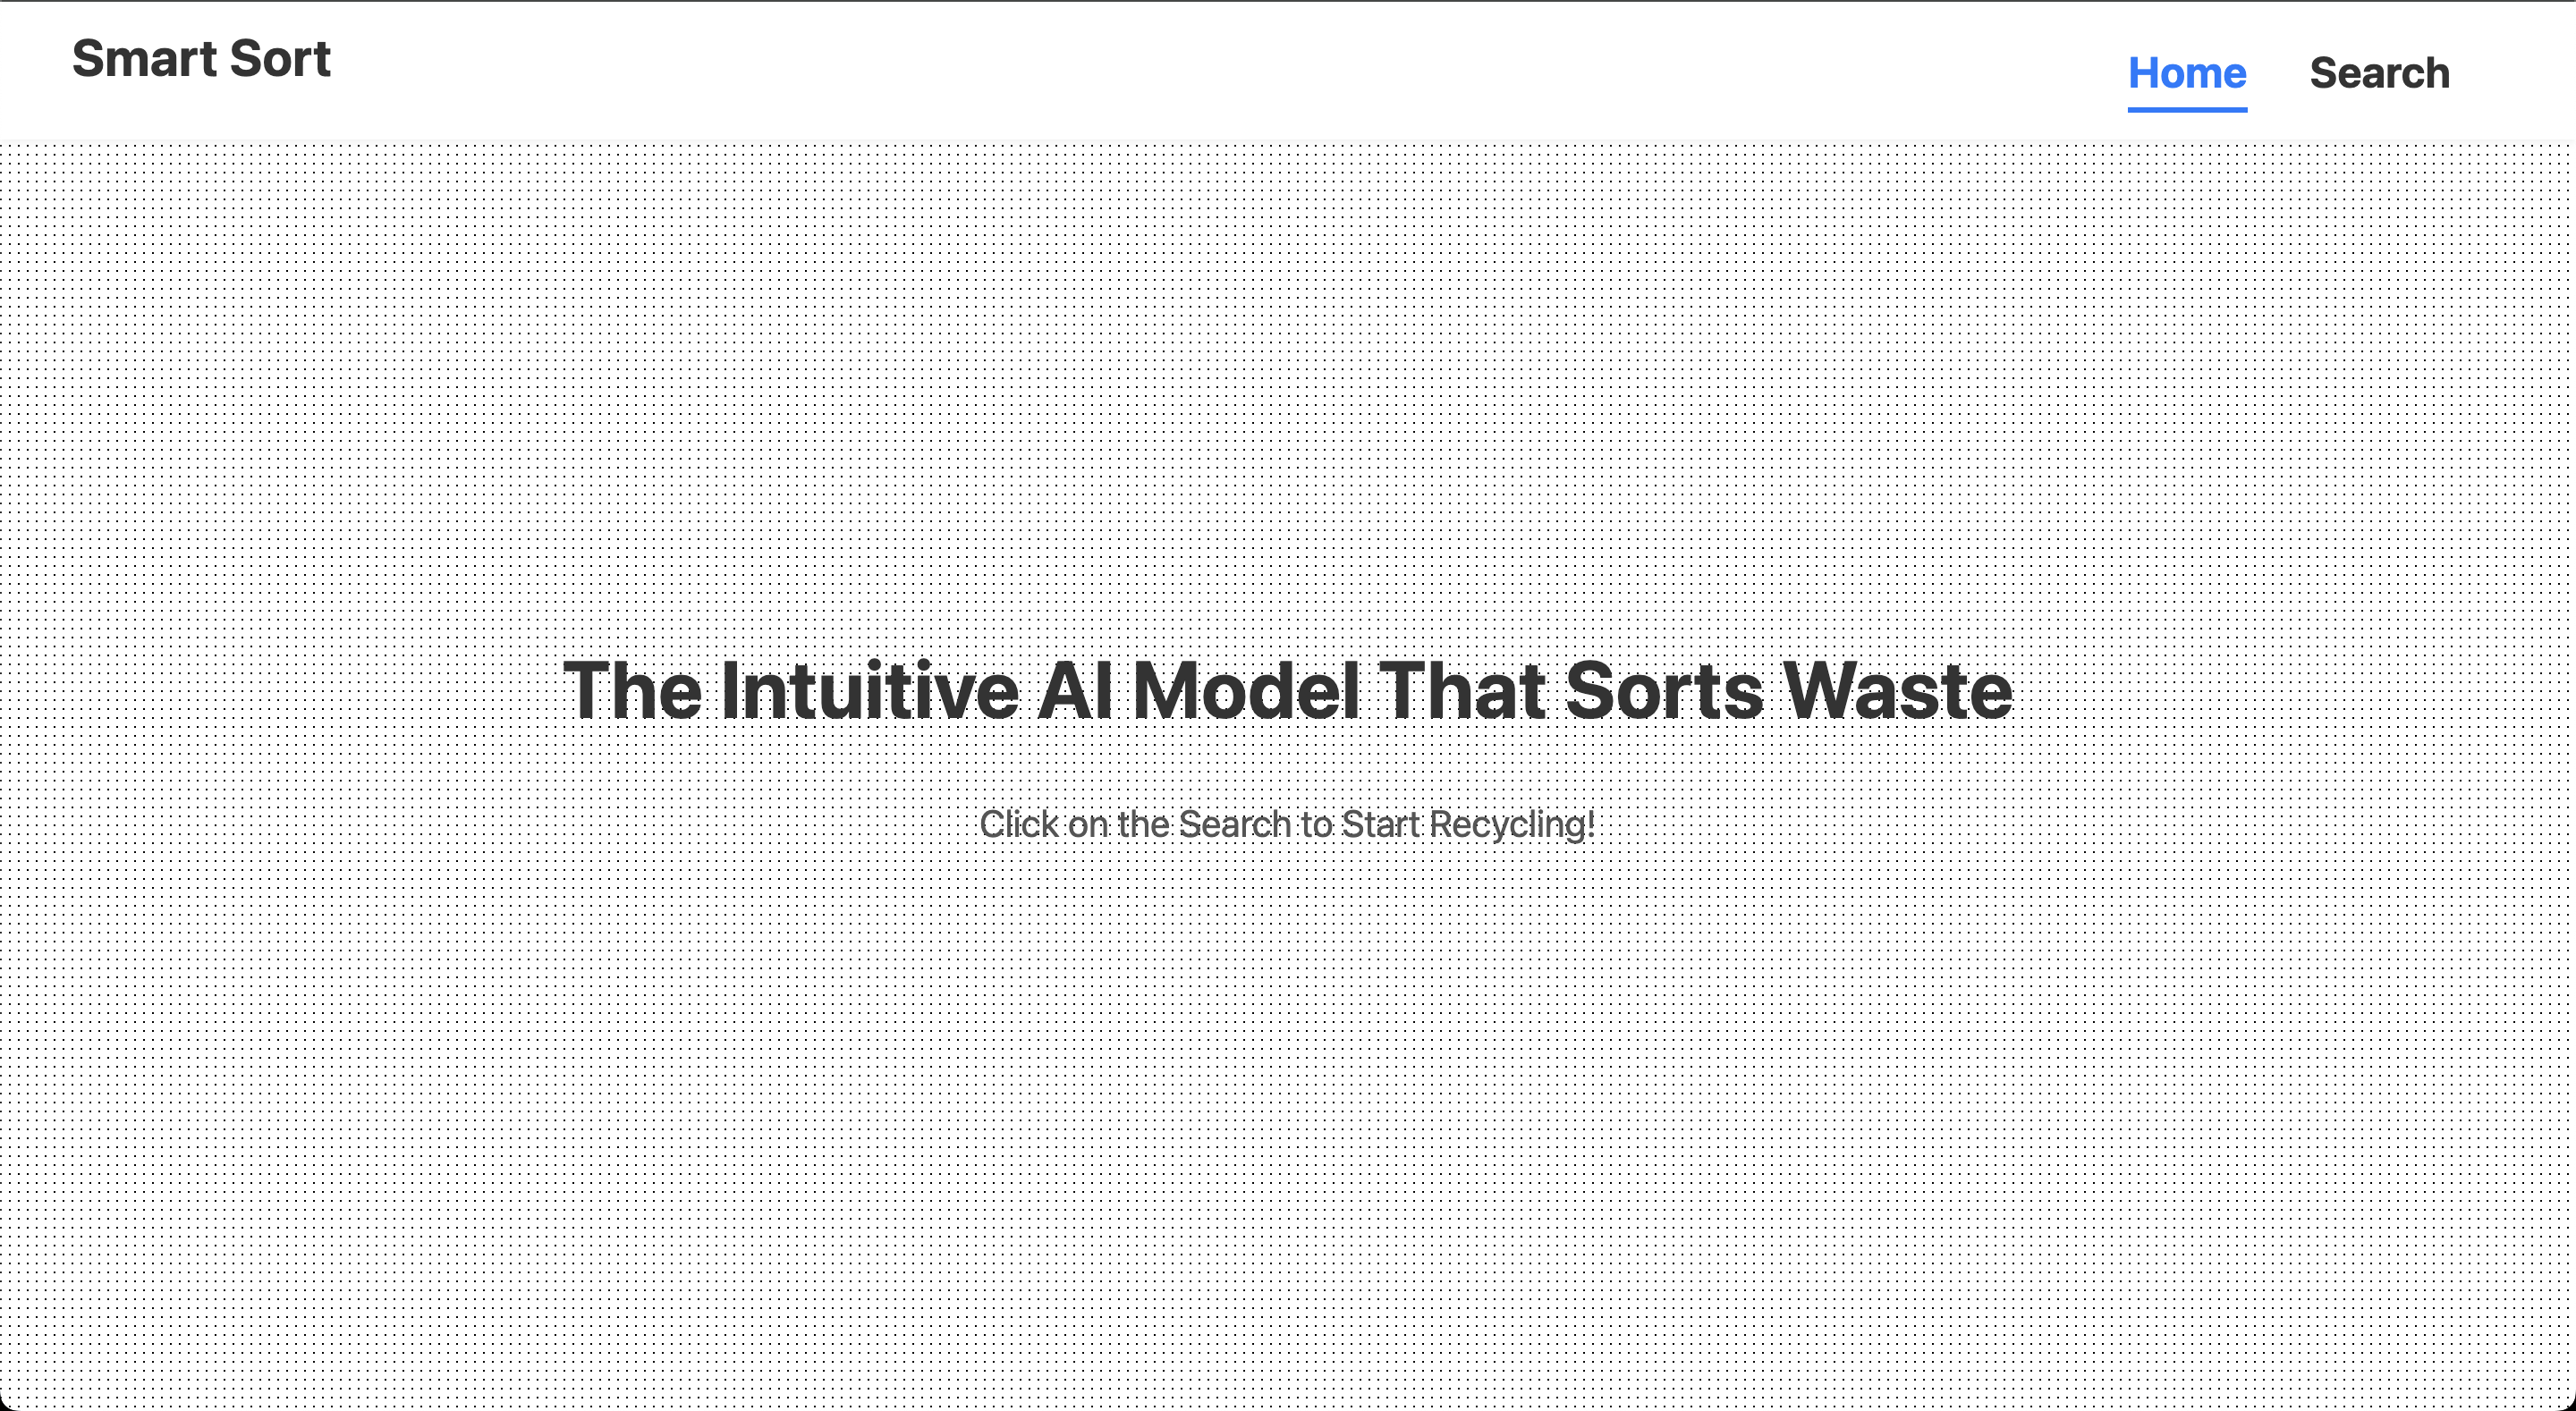 Smart Sort
Home Search
The Intuitive AI Model That Sorts Waste
Click on the Search to Start Recycling!